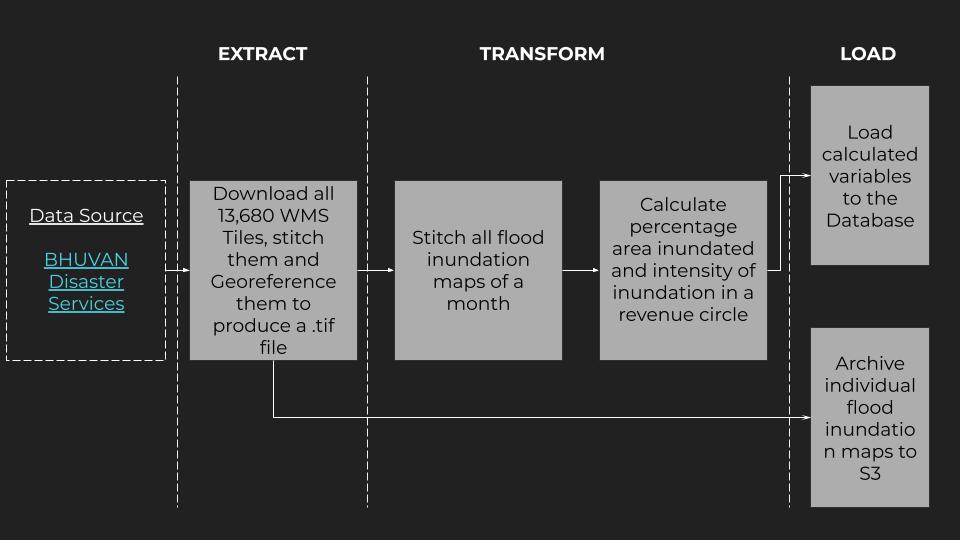 EXTRACT
TRANSFORM
LOAD
Data Source
BHUVAN
Disaster
Services
Download all
13,680 WMS
Tiles, stitch
them and
Georeference
them to
produce a .tif
file
Stitch all flood
inundation
maps of a
month
Calculate
percentage
area inundated
and intensity of
inundation in a
revenue circle
Load
calculated
variables
to the
Database
Archive
individual
flood
inundatio
n maps to
S3